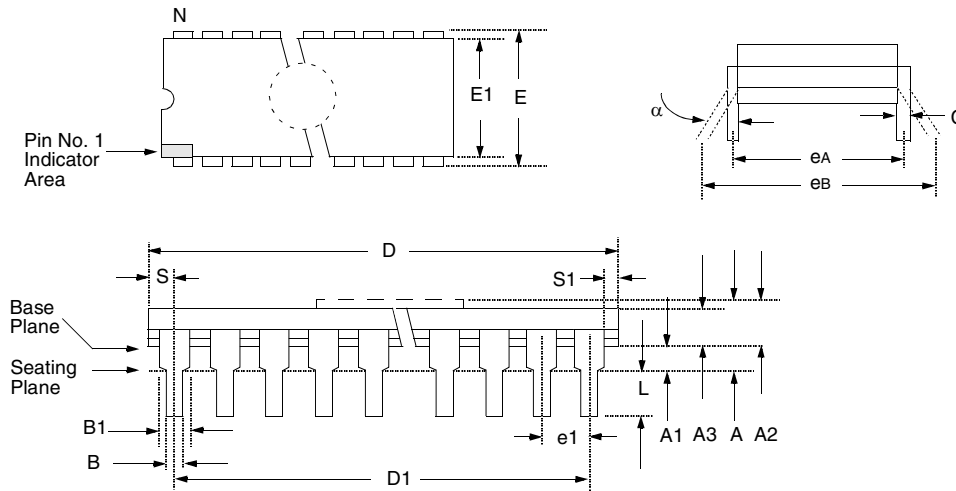 N
E1
E
Pin No. 1
Indicator
Area
α
C
eA
eB
D
S
S1
Base
Plane
Seating
Plane
L
B1
e1
A1
A3
A
A2
B
D1